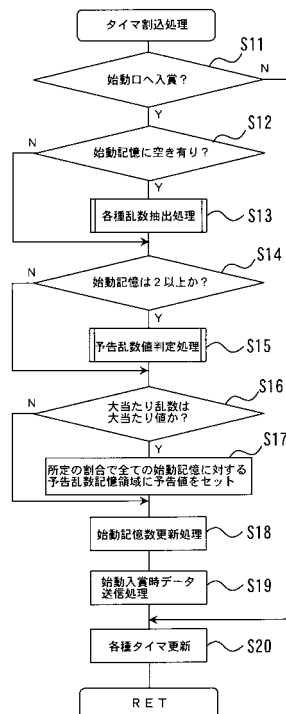 タイマ割込処理
S11
始動口へ入賞？
N
Y
S12
N
始動記憶に空き有り？
Y
各種乱数抽出処理
S13
S14
N
始動記憶は２以上か？
Y
予告乱数値判定処理
S15
S16
N
大当たり乱数は
大当たり値か？
Y
S17
所定の割合で全ての始動記憶に対する
予告乱数記憶領域に予告値をセット
始動記憶数更新処理
S18
始動入賞時データ
送信処理
S19
各種タイマ更新
S20
RET